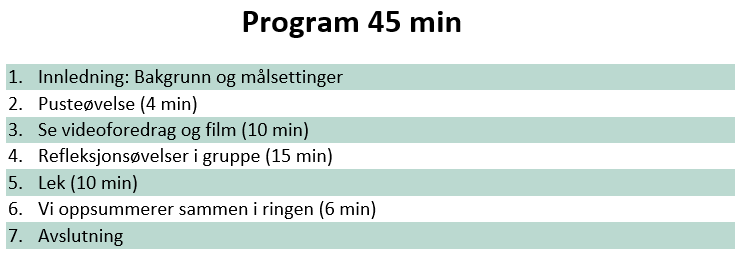 Program 45 min
1. Innledning: Bakgrunn og målsettinger
2. Pusteøvelse (4 min)
3. Se videoforedrag og film (10 min)
4. Refleksjonsøvelser i gruppe (15 min)
5. Lek (10 min)
6. Vi oppsummerer sammen i ringen (6 min)
7. Avslutning